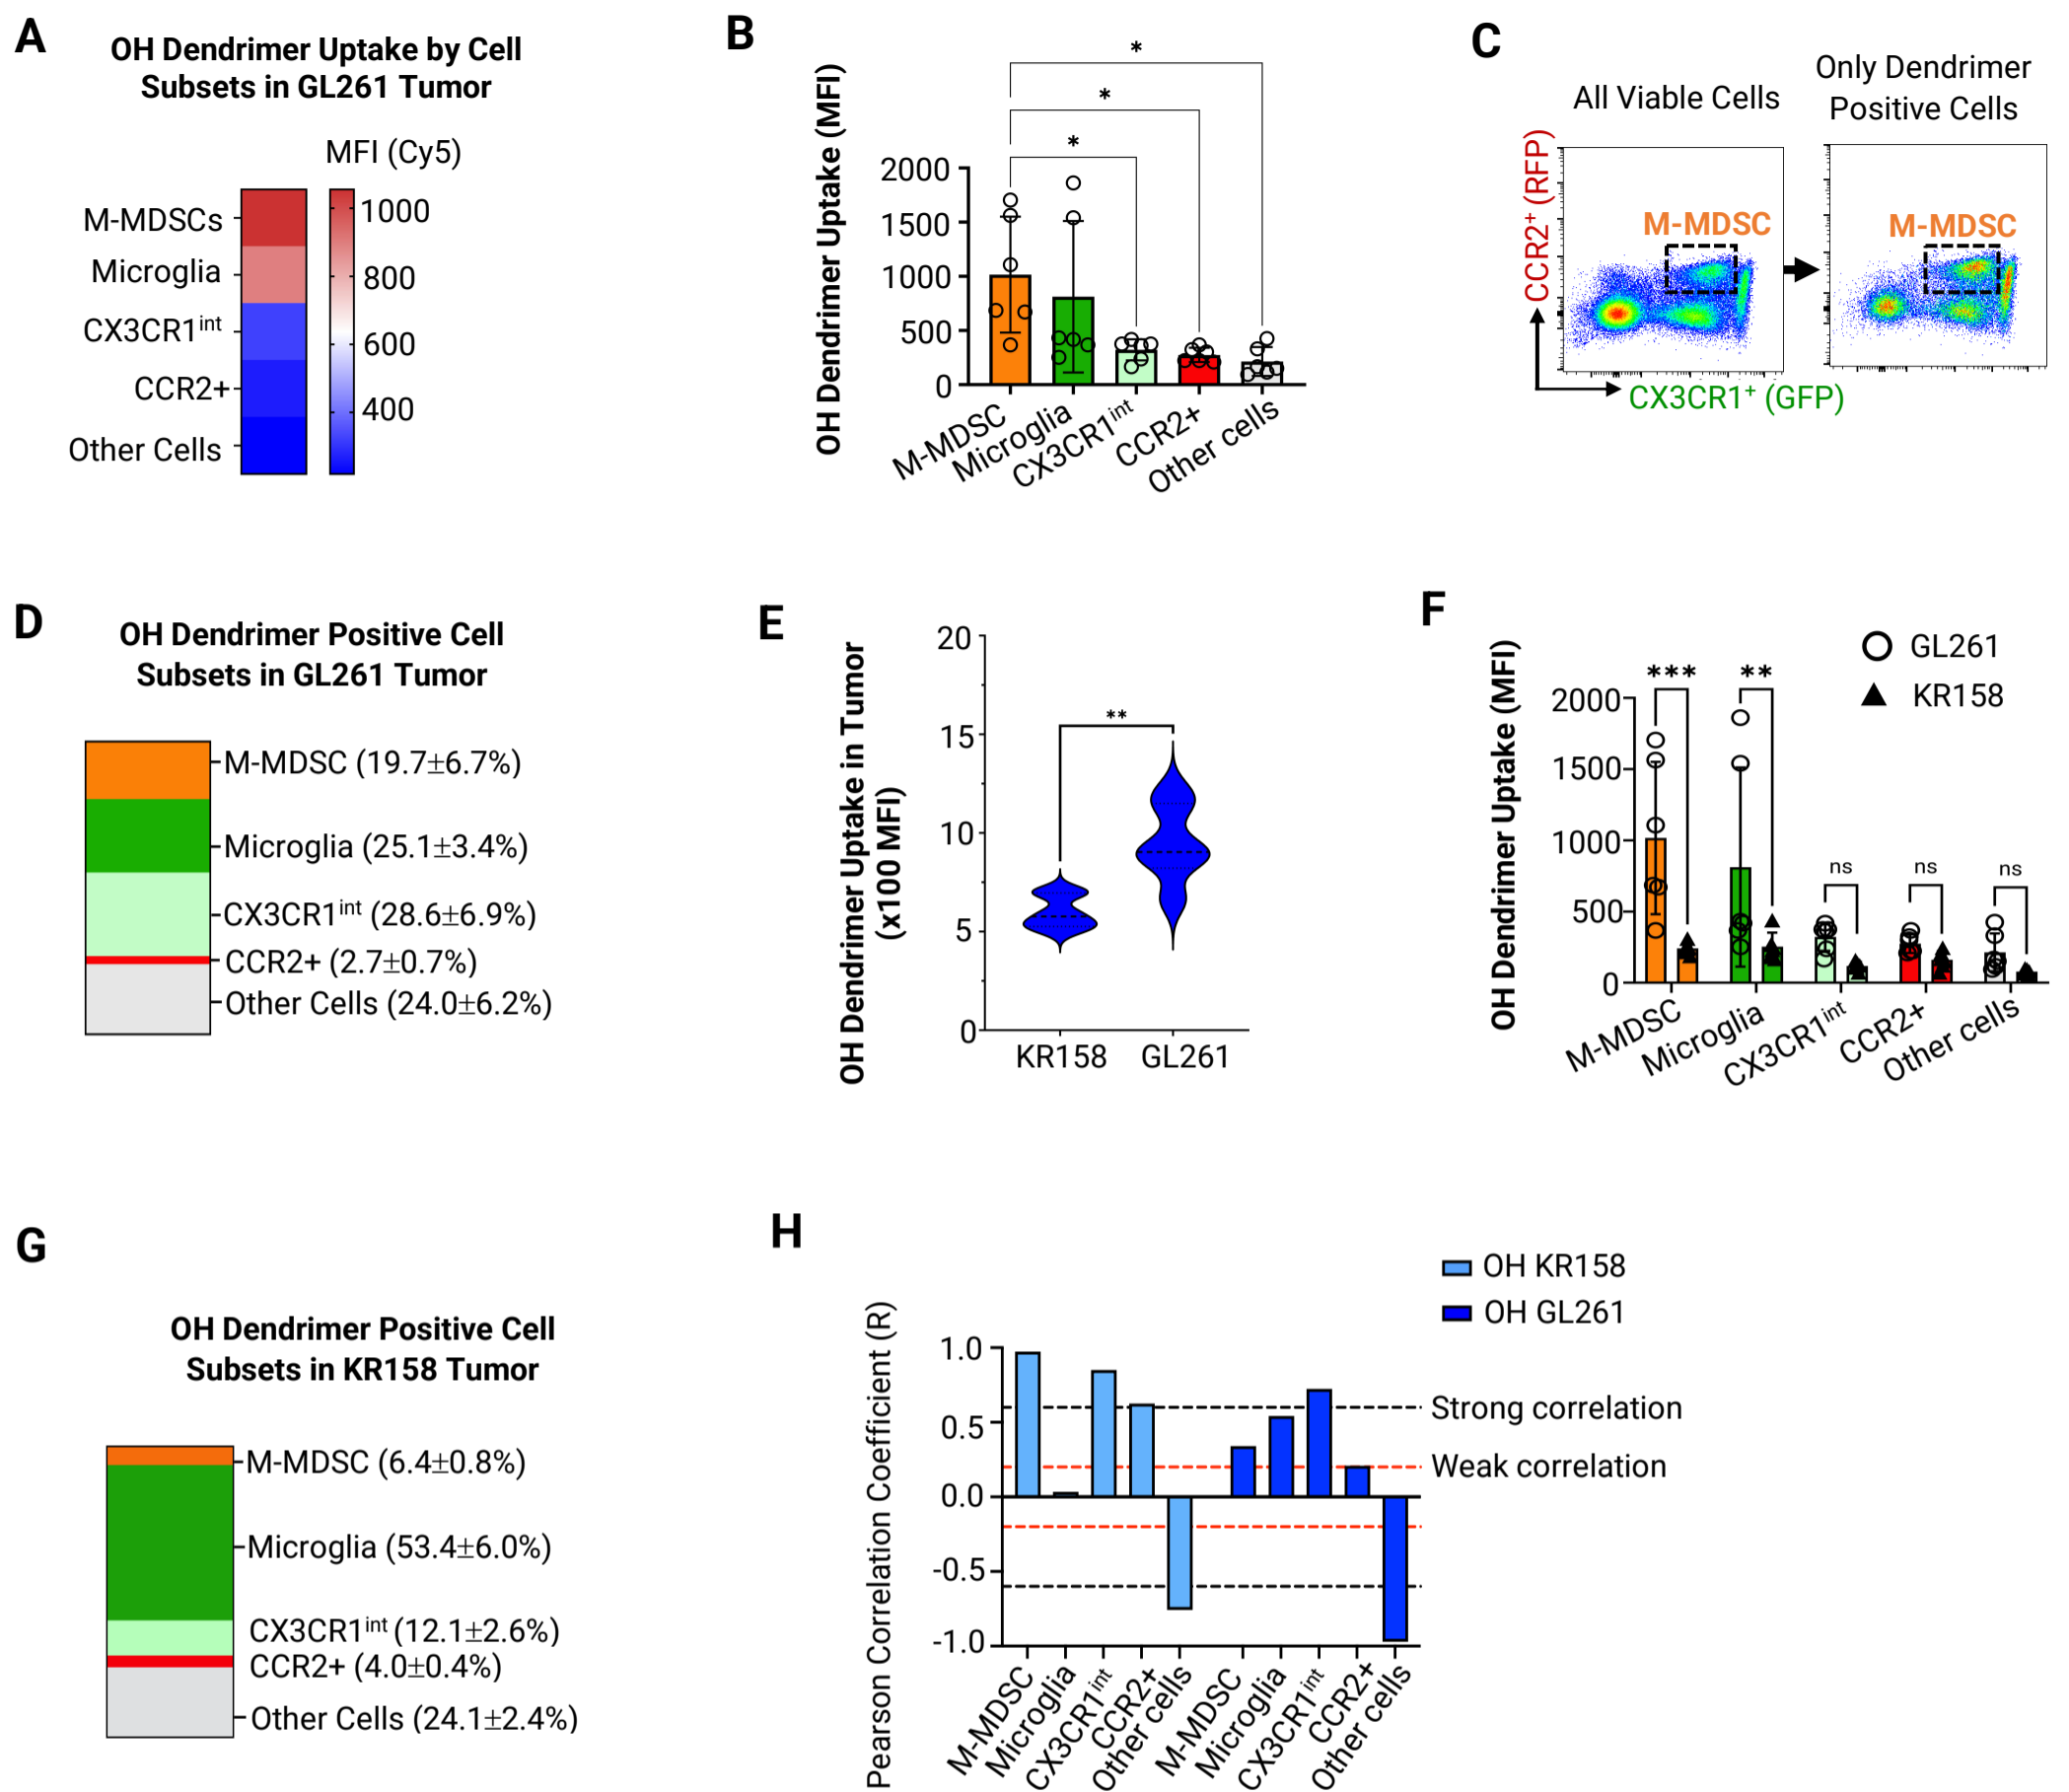 A
OH Dendrimer Uptake by Cell
Subsets in GL261 Tumor
MFI (Cy5)
M-MDSCs
Microglia
CX3CR1int
CCR2+
Other Cells
1000
800
600
400
B
OH Dendrimer Uptake (MFI)
*
*
*
2000
1500
1000
500
0
M-MDSC
Microglia
CX3CR1int
CCR2+
Other cells
C
All Viable Cells
Only Dendrimer
Positive Cells
CCR2+ (RFP)
M-MDSC
M-MDSC
CX3CR1+ (GFP)
D
OH Dendrimer Positive Cell
Subsets in GL261 Tumor
M-MDSC (19.7±6.7%)
Microglia (25.1±3.4%)
CX3CR1int (28.6±6.9%)
CCR2+ (2.7±0.7%)
Other Cells (24.0±6.2%)
E
OH Dendrimer Uptake in Tumor
(x100 MFI)
20
15
10
5
0
**
KR158
GL261
F
OH Dendrimer Uptake (MFI)
GL261
KR158
2000
1500
1000
500
0
***
**
ns
ns
ns
M-MDSC
Microglia
CX3CR1int
CCR2+
Other cells
G
OH Dendrimer Positive Cell
Subsets in KR158 Tumor
M-MDSC (6.4±0.8%)
Microglia (53.4±6.0%)
CX3CR1int (12.1±2.6%)
CCR2+ (4.0±0.4%)
Other Cells (24.1±2.4%)
H
OH KR158
OH GL261
Pearson Correlation Coefficient (R)
1.0
0.5
0.0
-0.5
-1.0
Strong correlation
Weak correlation
M-MDSC
Microglia
CX3CR1int
CCR2+
Other cells
M-MDSC
Microglia
CX3CR1int
CCR2+
Other cells